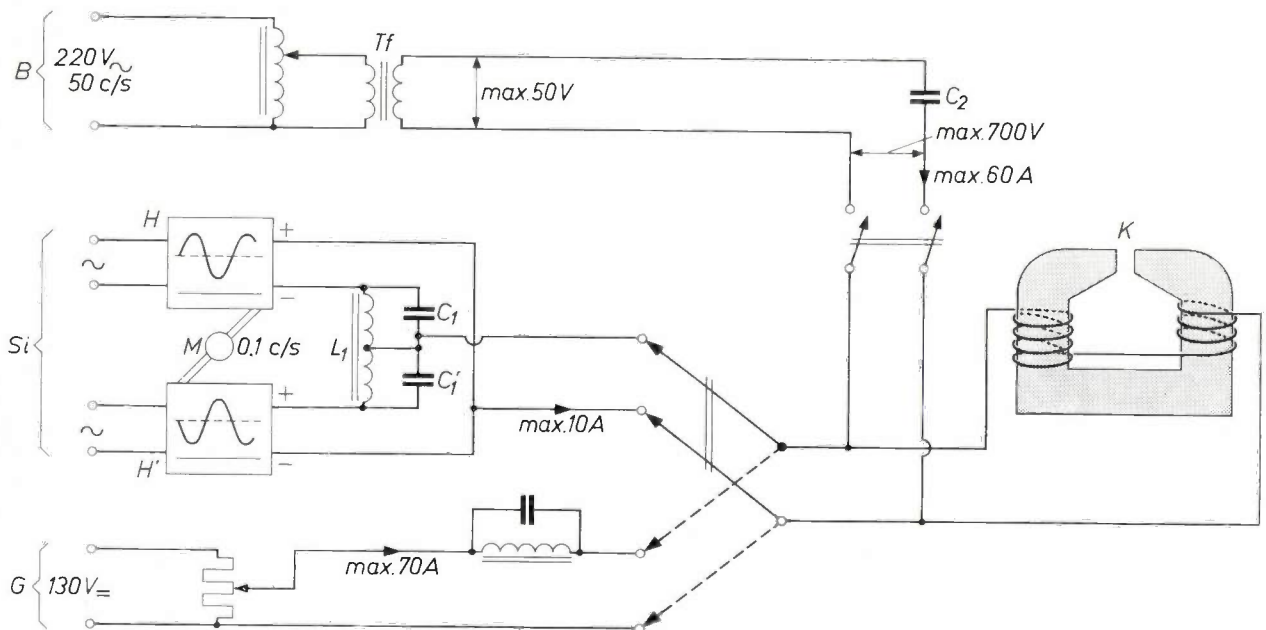 B
220V~
50 c/s
Tf
max.50V
C2
max.700V
max.60A
K
Si
H
+
~
−
M
0.1 c/s
L1
C1
C1'
+
~
−
H'
max.10A
G
130V=
max.70A